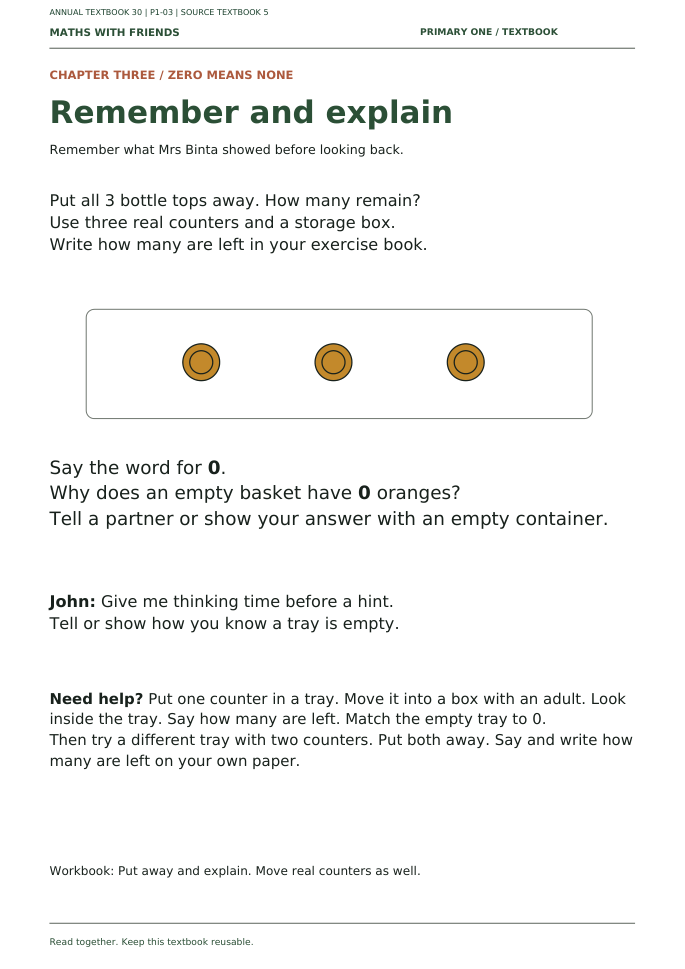 ANNUAL TEXTBOOK 30 | P1-03 | SOURCE TEXTBOOK 5
MATHS WITH FRIENDS
PRIMARY ONE / TEXTBOOK
CHAPTER THREE / ZERO MEANS NONE
Remember and explain
Remember what Mrs Binta showed before looking back.
Put all 3 bottle tops away. How many remain?
Use three real counters and a storage box.
Write how many are left in your exercise book.
Say the word for 0.
Why does an empty basket have 0 oranges?
Tell a partner or show your answer with an empty container.
John: Give me thinking time before a hint.
Tell or show how you know a tray is empty.
Need help? Put one counter in a tray. Move it into a box with an adult. Look
inside the tray. Say how many are left. Match the empty tray to 0.
Then try a different tray with two counters. Put both away. Say and write how
many are left on your own paper.
Workbook: Put away and explain. Move real counters as well.
Read together. Keep this textbook reusable.